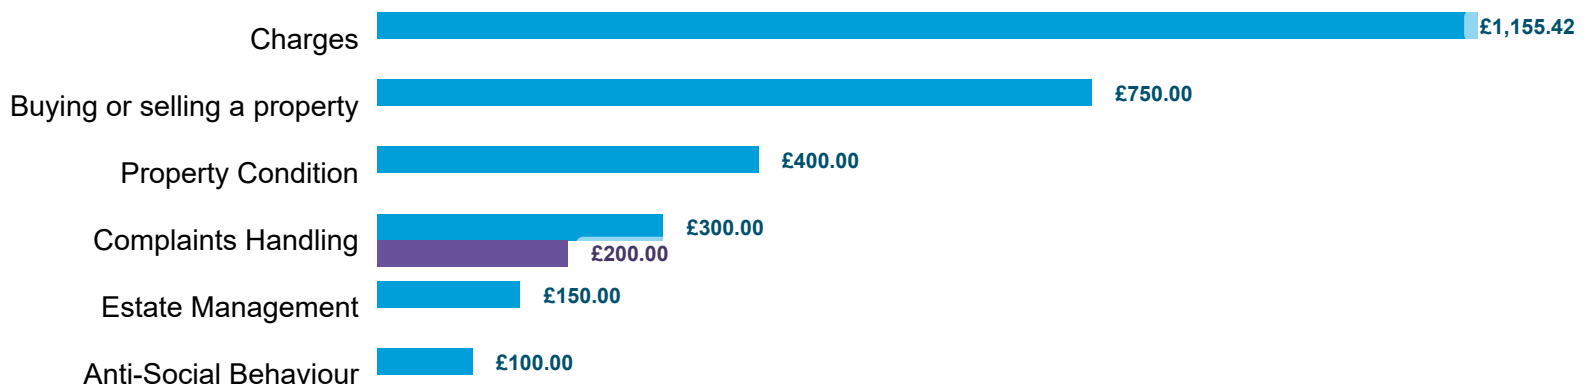 Charges £1,155.42
Buying or selling a property £750.00
Property Condition £400.00
Complaints Handling £300.00
£200.00
Estate Management £150.00
Anti-Social Behaviour £100.00